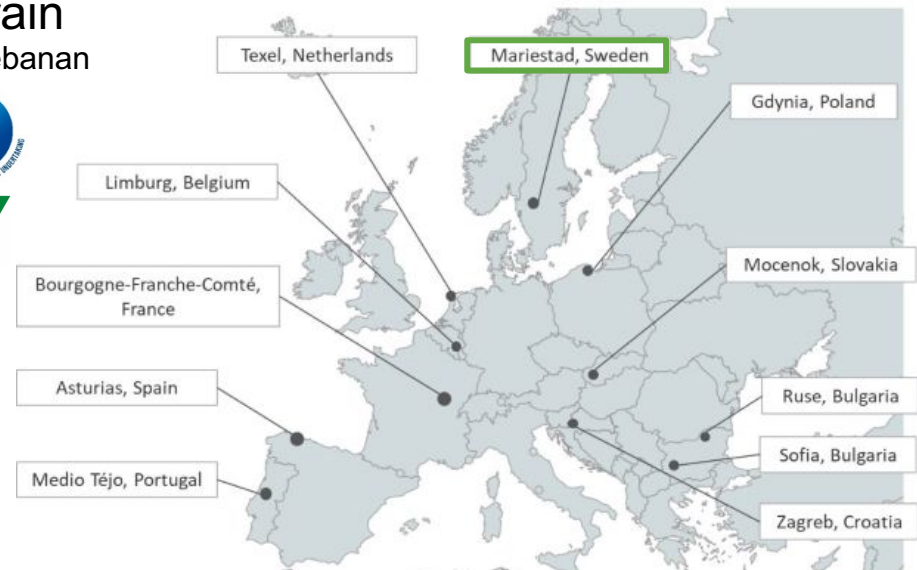 ain
ebanan
UNDERTAKING
Texel, Netherlands
Mariestad, Sweden
Gdynia, Poland
Limburg, Belgium
Mocenok, Slovakia
Bourgogne-Franche-Comté,
France
Asturias, Spain
Ruse, Bulgaria
Sofia, Bulgaria
Medio Téjo, Portugal
Zagreb, Croatia